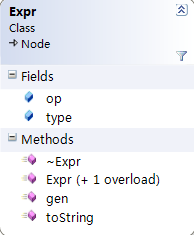 Expr
Class
Node
Fields
op
type
Methods
~Expr
Expr (+ 1 overload)
gen
toString